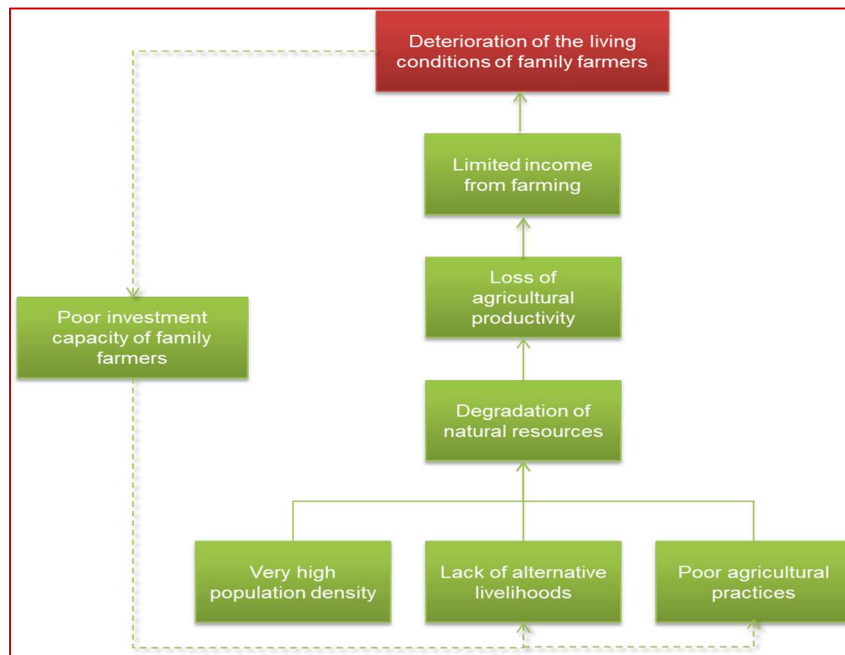 Deterioration of the living
conditions of family farmers
Limited income
from farming
Loss of
agricultural
productivity
Poor investment
capacity of family
farmers
Degradation of
natural resources
Very high
population density
Lack of alternative
livelihoods
Poor agricultural
practices